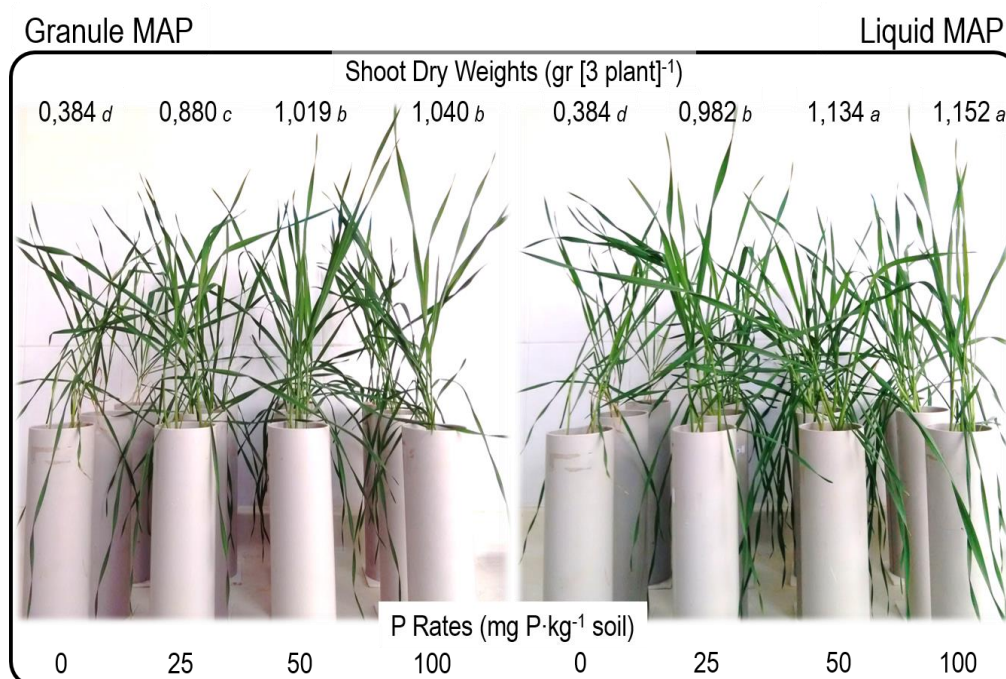 Granule MAP Liquid MAP
Shoot Dry Weights (gr [3 plant]⁻¹)
0,384 d 0,880 c 1,019 b 1,040 b 0,384 d 0,982 b 1,134 a 1,152 a
P Rates (mg P·kg⁻¹ soil)
0 25 50 100 0 25 50 100